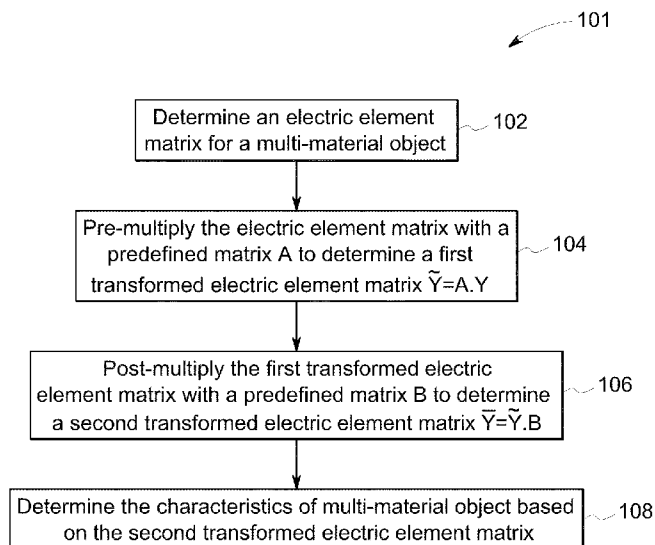 101
Determine an electric element
matrix for a multi-material object
102
Pre-multiply the electric element matrix with a
predefined matrix A to determine a first
transformed electric element matrix Ỹ=A.Y
104
Post-multiply the first transformed electric
element matrix with a predefined matrix B to determine
a second transformed electric element matrix Ȳ=Ỹ.B
106
Determine the characteristics of multi-material object based
on the second transformed electric element matrix
108